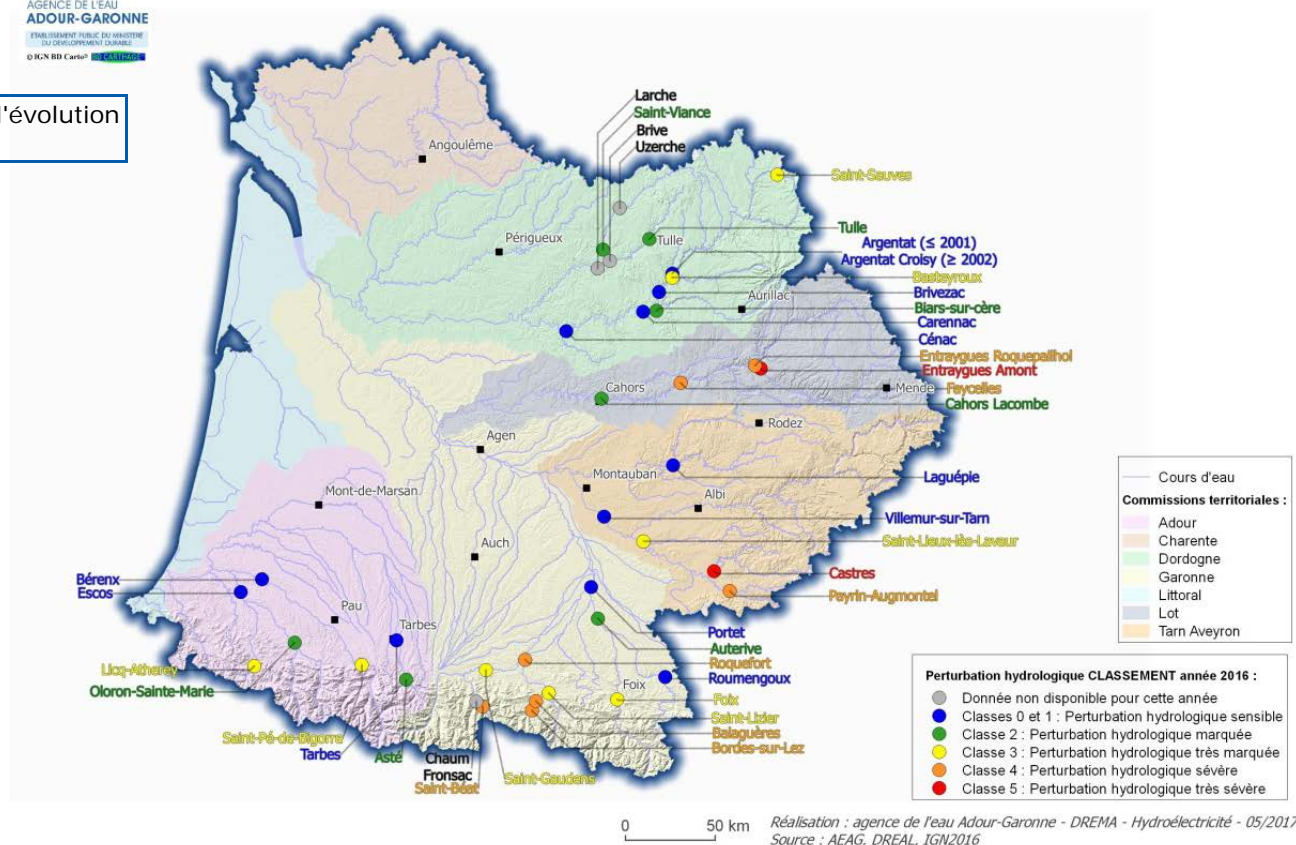 AGENCE DE L'EAU
ADOUR-GARONNE
ETABLISSEMENT PUBLIC DU MINISTERE
DU DEVELOPPEMENT DURABLE
© IGN BD Carto® BD CARTHAGE
l'évolution
Larche
Saint-Viance
Brive
Uzerche
Angoulême
Saint-Sauves
Périgueux
Tulle
Tulle
Argentat (≤ 2001)
Argentat Croisy (≥ 2002)
Basteyroux
Brivezac
Aurillac
Biars-sur-cère
Carennac
Cénac
Entraygues Roquepailhol
Entraygues Amont
Mende
Faycelles
Cahors
Cahors Lacombe
Rodez
Agen
Montauban
Laguépie
Mont-de-Marsan
Albi
Villemur-sur-Tarn
Auch
Saint-Lieux-lès-Lavaur
Castres
Payrin-Augmontel
Bérenx
Escos
Pau
Tarbes
Portet
Auterive
Roquefort
Roumengoux
Licq-Atherey
Oloron-Sainte-Marie
Foix
Foix
Saint-Lizier
Balaguères
Bordes-sur-Lez
Saint-Pé-de-Bigorre
Tarbes
Asté
Chaum
Fronsac
Saint-Béat
Saint-Gaudens
Cours d'eau
Commissions territoriales :
Adour
Charente
Dordogne
Garonne
Littoral
Lot
Tarn Aveyron
Perturbation hydrologique CLASSEMENT année 2016 :
Donnée non disponible pour cette année
Classes 0 et 1 : Perturbation hydrologique sensible
Classe 2 : Perturbation hydrologique marquée
Classe 3 : Perturbation hydrologique très marquée
Classe 4 : Perturbation hydrologique sévère
Classe 5 : Perturbation hydrologique très sévère
0 50 km
Réalisation : agence de l'eau Adour-Garonne - DREMA - Hydroélectricité - 05/2017
Source : AEAG, DREAL, IGN2016